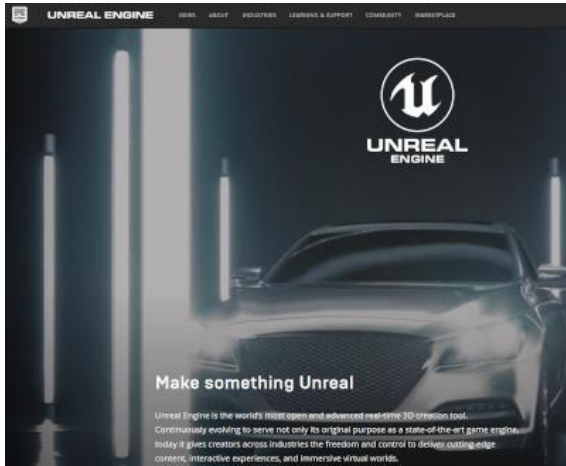 EPIC
UNREAL ENGINE NEWS ABOUT INDUSTRIES LEARNING & SUPPORT COMMUNITY MARKETPLACE
UNREAL
ENGINE
Make something Unreal
Unreal Engine is the world's most open and advanced real-time 3D creation tool.
Continuously evolving to serve not only its original purpose as a state-of-the-art game engine,
today it gives creators across industries the freedom and control to deliver cutting-edge
content, interactive experiences, and immersive virtual worlds.